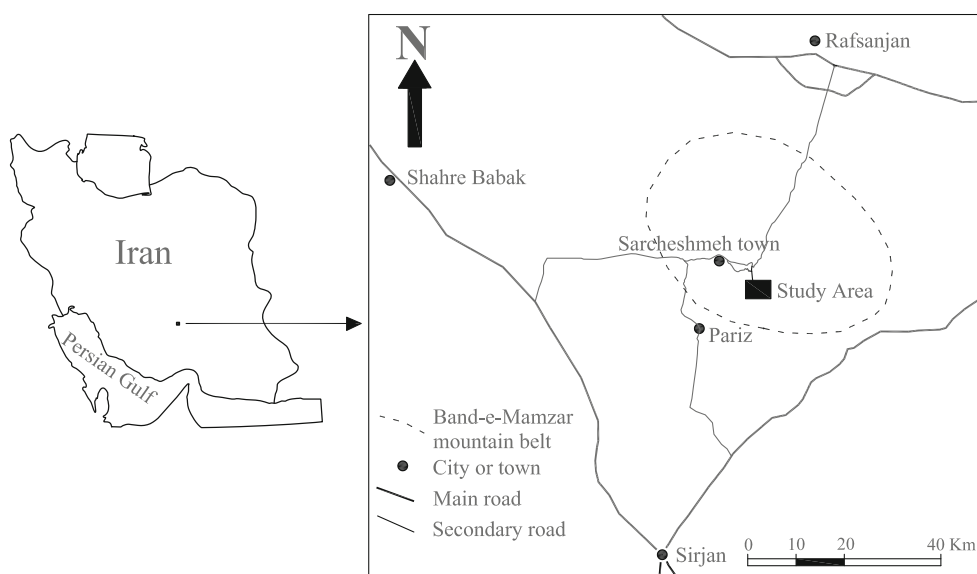 Iran
Persian Gulf
N
Rafsanjan
Shahre Babak
Sarcheshmeh town
Study Area
Pariz
Band-e-Mamzar
mountain belt
City or town
Main road
Secondary road
Sirjan
0 10 20 40 Km